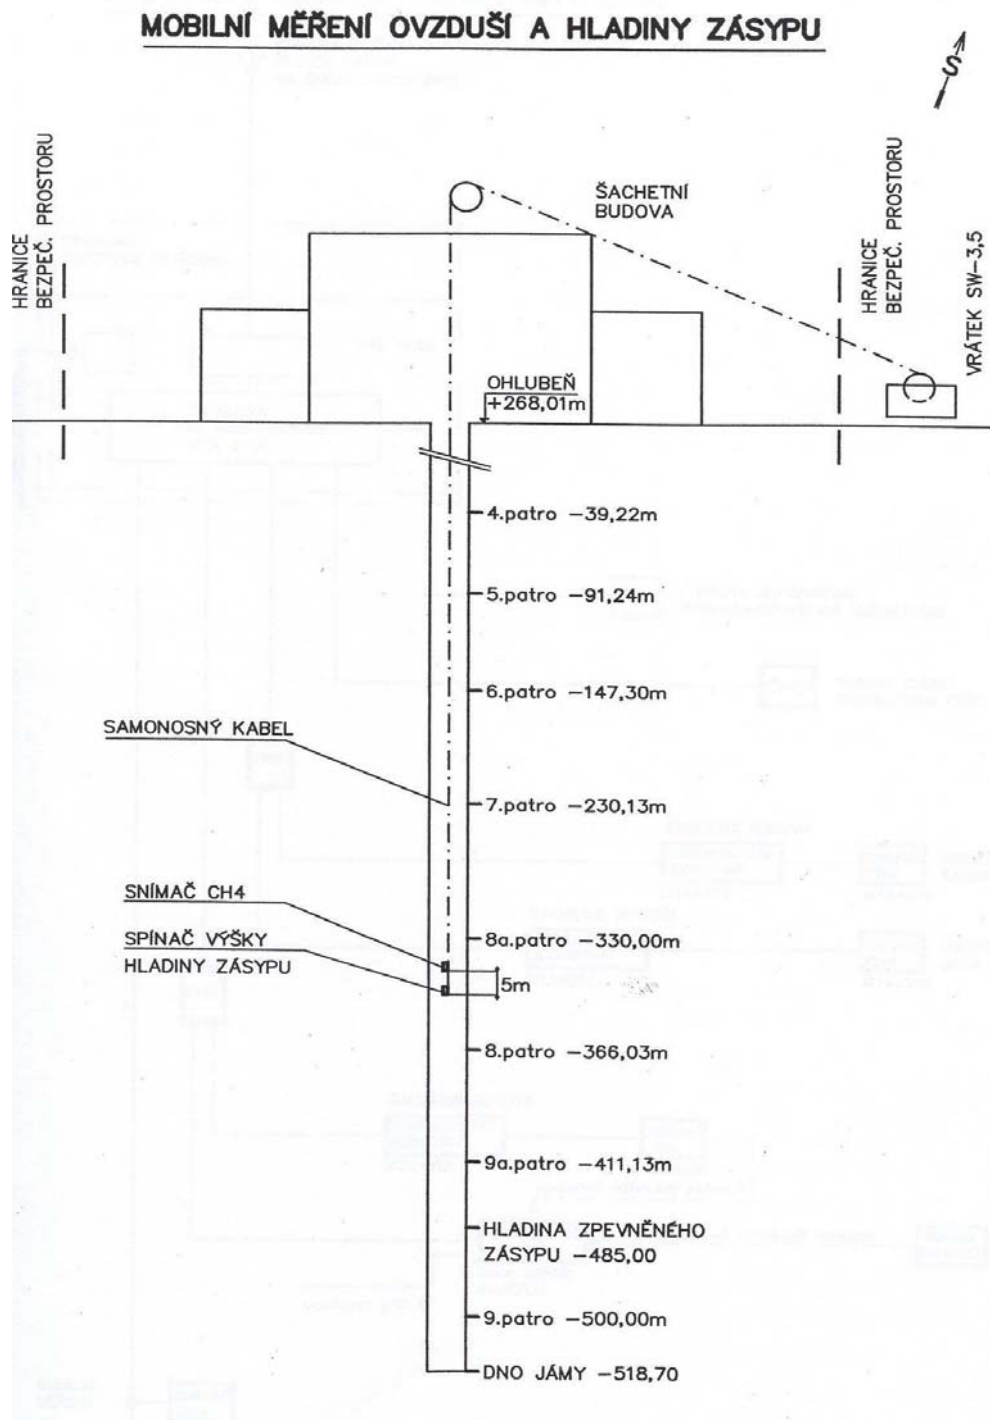 MOBILNÍ MĚŘENÍ OVZDUŠÍ A HLADINY ZÁSYPU
S
HRANICE
BEZPEČ. PROSTORU
ŠACHETNÍ
BUDOVA
HRANICE
BEZPEČ. PROSTORU
VRÁTEK SW-3,5
OHLUBEŇ
+268,01m
4.patro -39,22m
5.patro -91,24m
6.patro -147,30m
SAMONOSNÝ KABEL
7.patro -230,13m
SNÍMAČ CH4
SPÍNAČ VÝŠKY
HLADINY ZÁSYPU
8a.patro -330,00m
5m
8.patro -366,03m
9a.patro -411,13m
HLADINA ZPEVNĚNÉHO
ZÁSYPU -485,00
9.patro -500,00m
DNO JÁMY -518,70